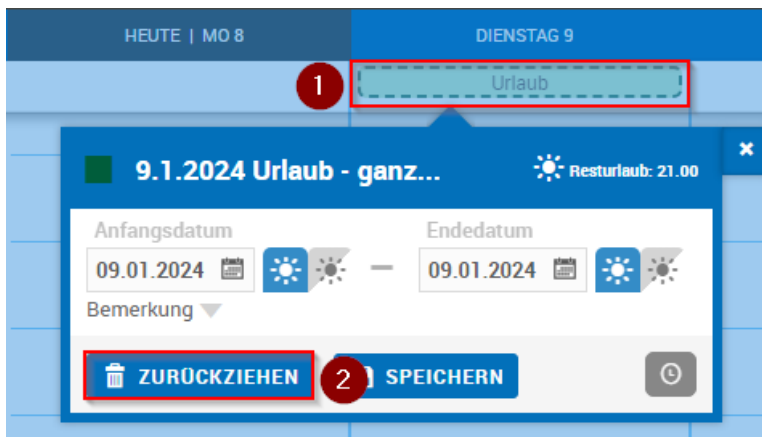 HEUTE | MO 8
DIENSTAG 9
1
Urlaub
9.1.2024 Urlaub - ganz...
Resturlaub: 21.00
Anfangsdatum
Endedatum
09.01.2024
09.01.2024
Bemerkung
ZURÜCKZIEHEN
2
SPEICHERN